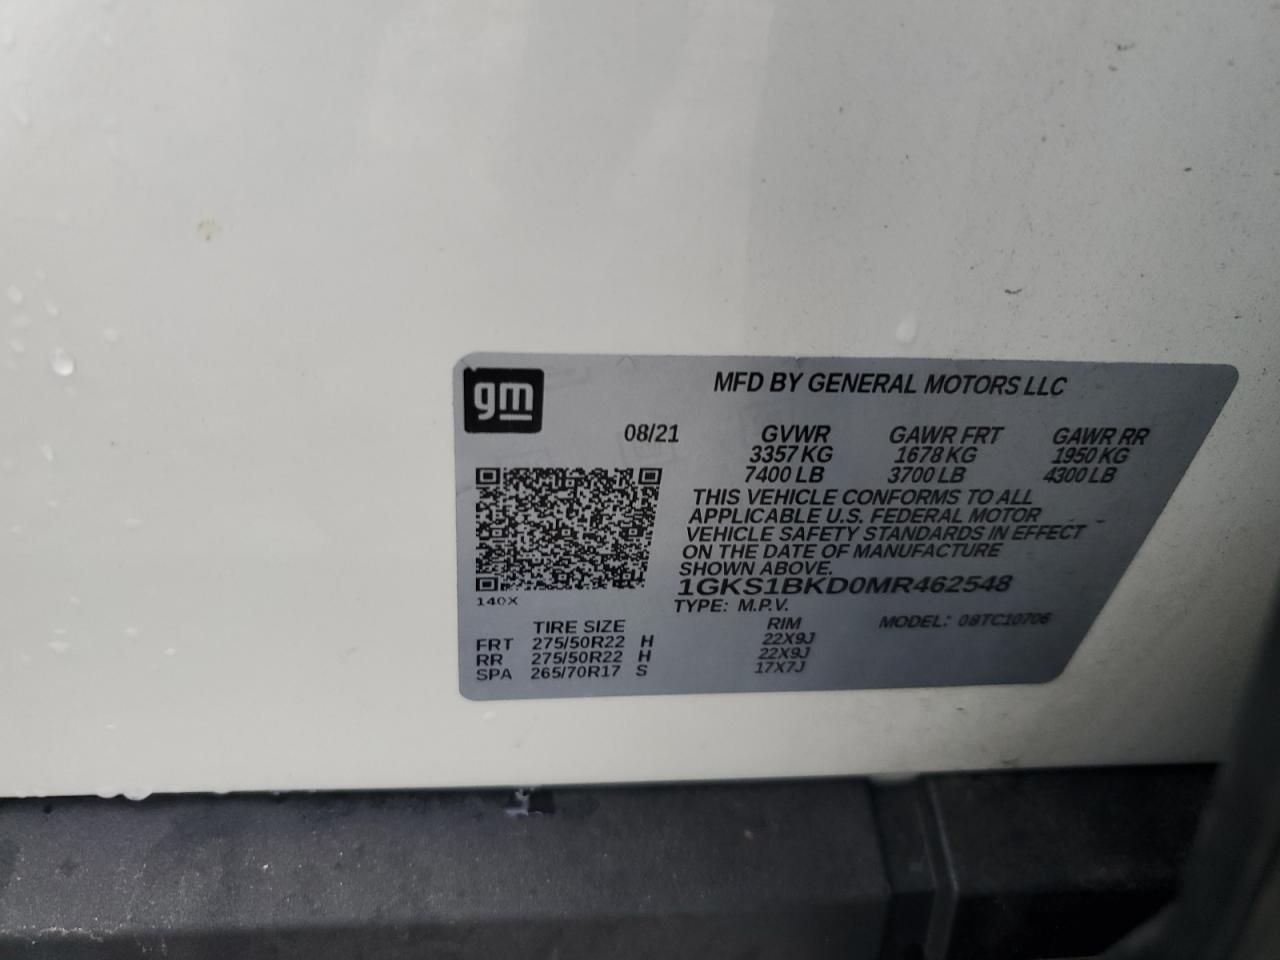 gm
MFD BY GENERAL MOTORS LLC
08/21 GVWR GAWR FRT GAWR RR
3357 KG 1678 KG 1950 KG
7400 LB 3700 LB 4300 LB
THIS VEHICLE CONFORMS TO ALL
APPLICABLE U.S. FEDERAL MOTOR
VEHICLE SAFETY STANDARDS IN EFFECT
ON THE DATE OF MANUFACTURE
SHOWN ABOVE.
1GKS1BKD0MR462548
140X
TYPE: M.P.V.
MODEL: 08TC10706
TIRE SIZE RIM
FRT 275/50R22 H 22X9J
RR 275/50R22 H 22X9J
SPA 265/70R17 S 17X7J